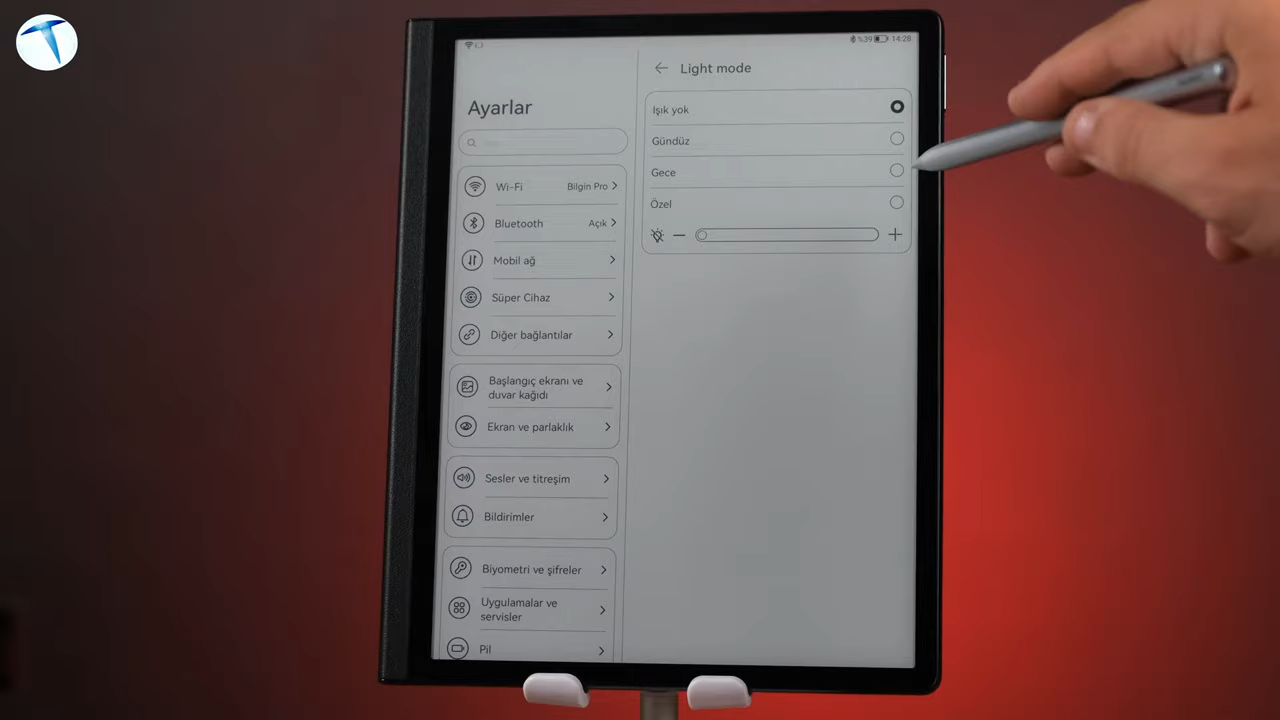 %39 14:28
Ayarlar
Wi-Fi Bilgin Pro
Bluetooth Açık
Mobil ağ
Süper Cihaz
Diğer bağlantılar
Başlangıç ekranı ve
duvar kağıdı
Ekran ve parlaklık
Sesler ve titreşim
Bildirimler
Biyometri ve şifreler
Uygulamalar ve
servisler
Pil
Light mode
Işık yok
Gündüz
Gece
Özel